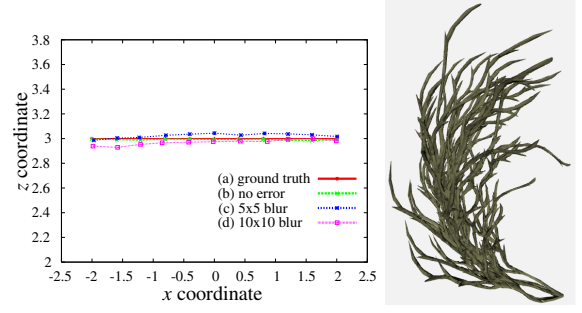 3.8
3.6
3.4
3.2
3
2.8
2.6
2.4
2.2
2
z coordinate
(a) ground truth
(b) no error
(c) 5x5 blur
(d) 10x10 blur
-2.5 -2 -1.5 -1 -0.5 0 0.5 1 1.5 2 2.5
x coordinate